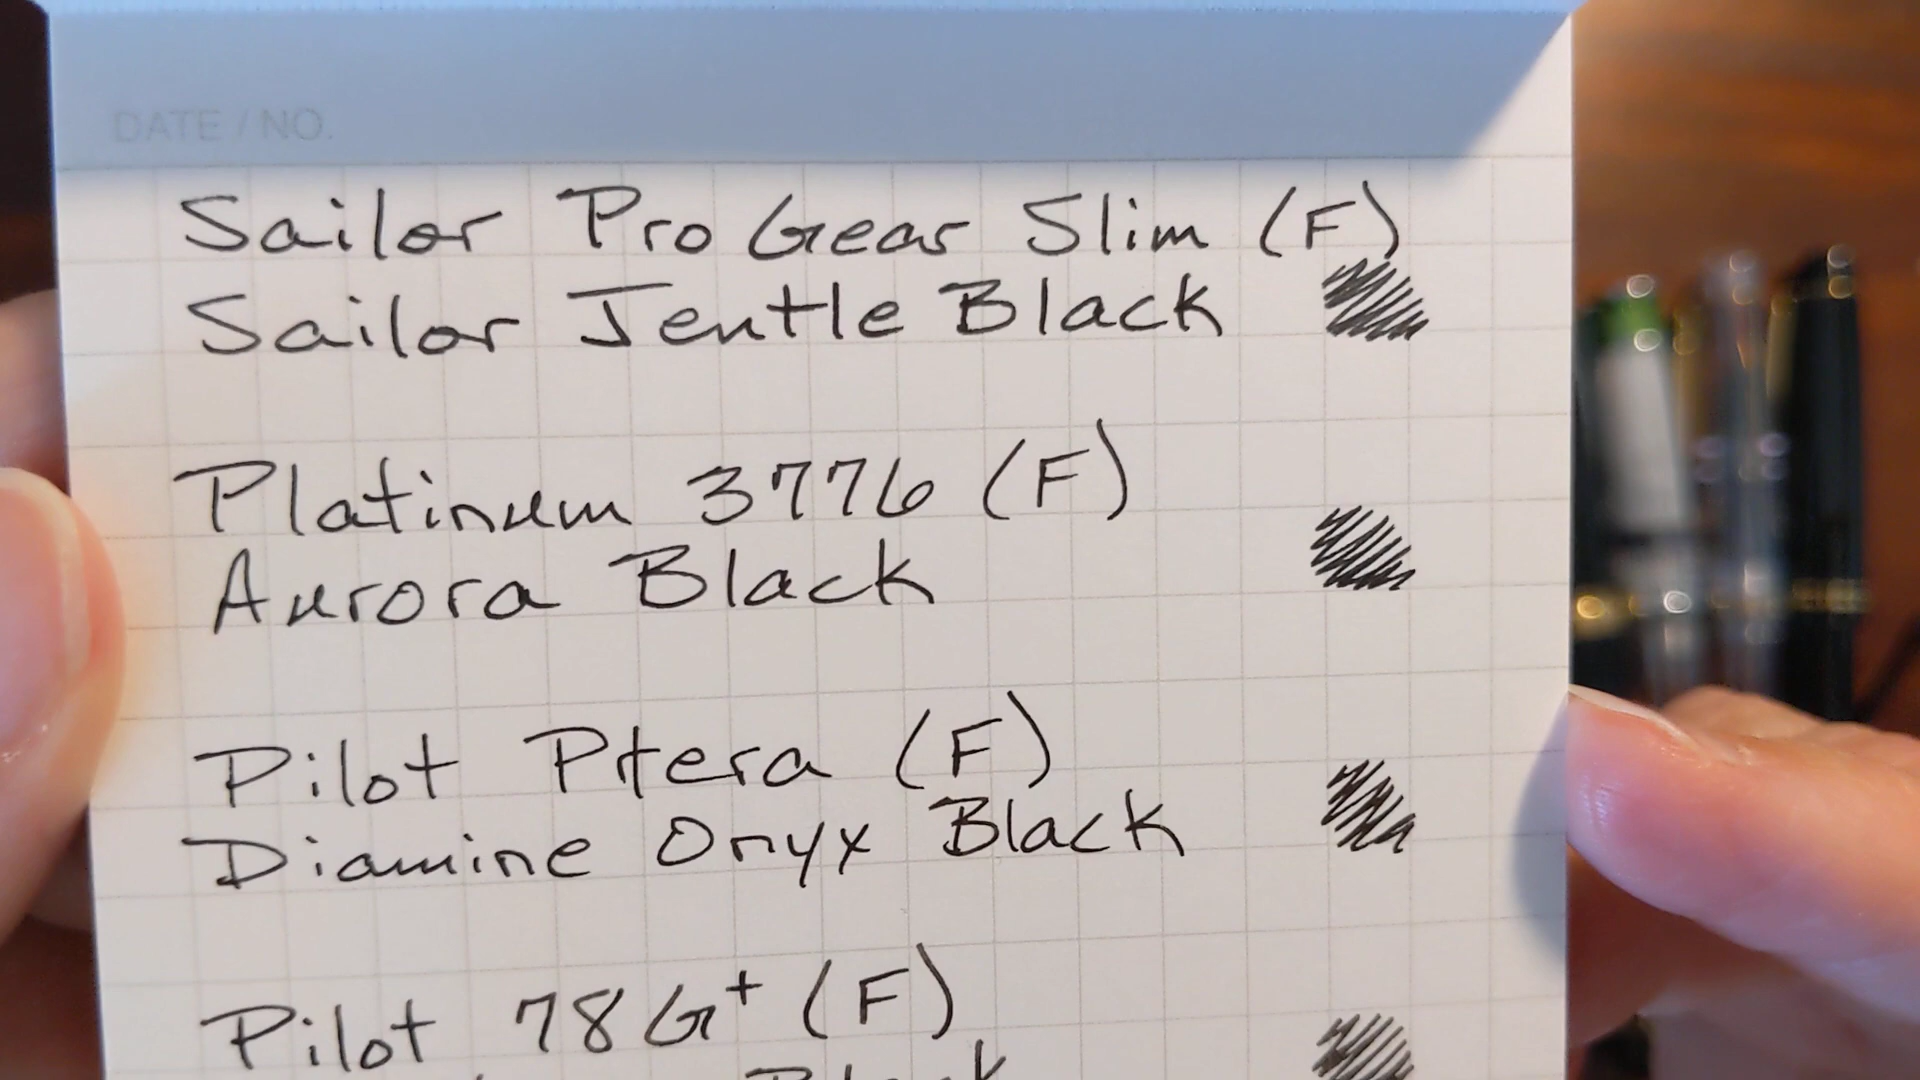 DATE / NO.
Sailor Pro Gear Slim (F)
Sailor Jentle Black
Platinum 3776 (F)
Aurora Black
Pilot Ptera (F)
Diamine Onyx Black
Pilot 78G+ (F)
Black